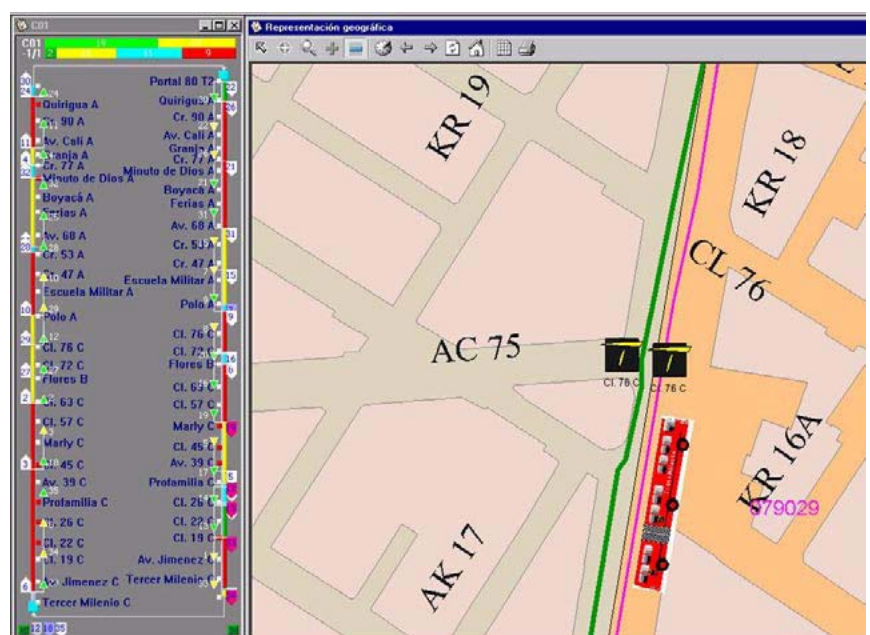 C01
C01
-1/1
19
2
15
9
Portal 80 T2
Quirigua A
Quirigua A
Cr. 90 A
Cr. 90 A
Av. Cali A
Av. Cali A
Granja A
Granja A
Cr. 77 A
Cr. 77 A
Minuto de Dios A
Minuto de Dios A
Boyacá A
Boyacá A
Ferias A
Ferias A
Av. 68 A
Av. 68 A
Cr. 53 A
Cr. 53 A
Cr. 47 A
Cr. 47 A
Escuela Militar A
Escuela Militar A
Polo A
Polo A
Cl. 76 C
Cl. 76 C
Cl. 72 C
Cl. 72 C
Flores B
Flores B
Cl. 63 C
Cl. 63 C
Cl. 57 C
Cl. 57 C
Marly C
Marly C
Cl. 45 C
Cl. 45 C
Av. 39 C
Av. 39 C
Profamilia C
Profamilia C
Cl. 26 C
Cl. 26 C
Cl. 22 C
Cl. 22 C
Cl. 19 C
Cl. 19 C
Av. Jimenez C
Av. Jimenez C
Tercer Milenio C
Tercer Milenio C
12 18 35
Representación geográfica
KR 19
KR 18
CL 76
AC 75
Cl. 76 C
Cl. 76 C
KR 16A
079029
AK 17